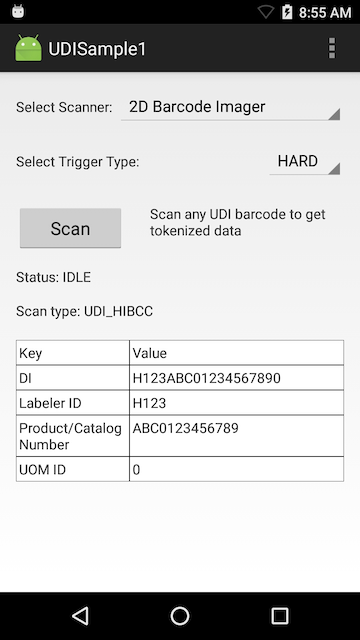 8:55 AM
UDISample1
Select Scanner: 2D Barcode Imager
Select Trigger Type: HARD
Scan
Scan any UDI barcode to get
tokenized data
Status: IDLE
Scan type: UDI_HIBCC
Key Value
DI H123ABC01234567890
Labeler ID H123
Product/Catalog ABC0123456789
Number
UOM ID 0